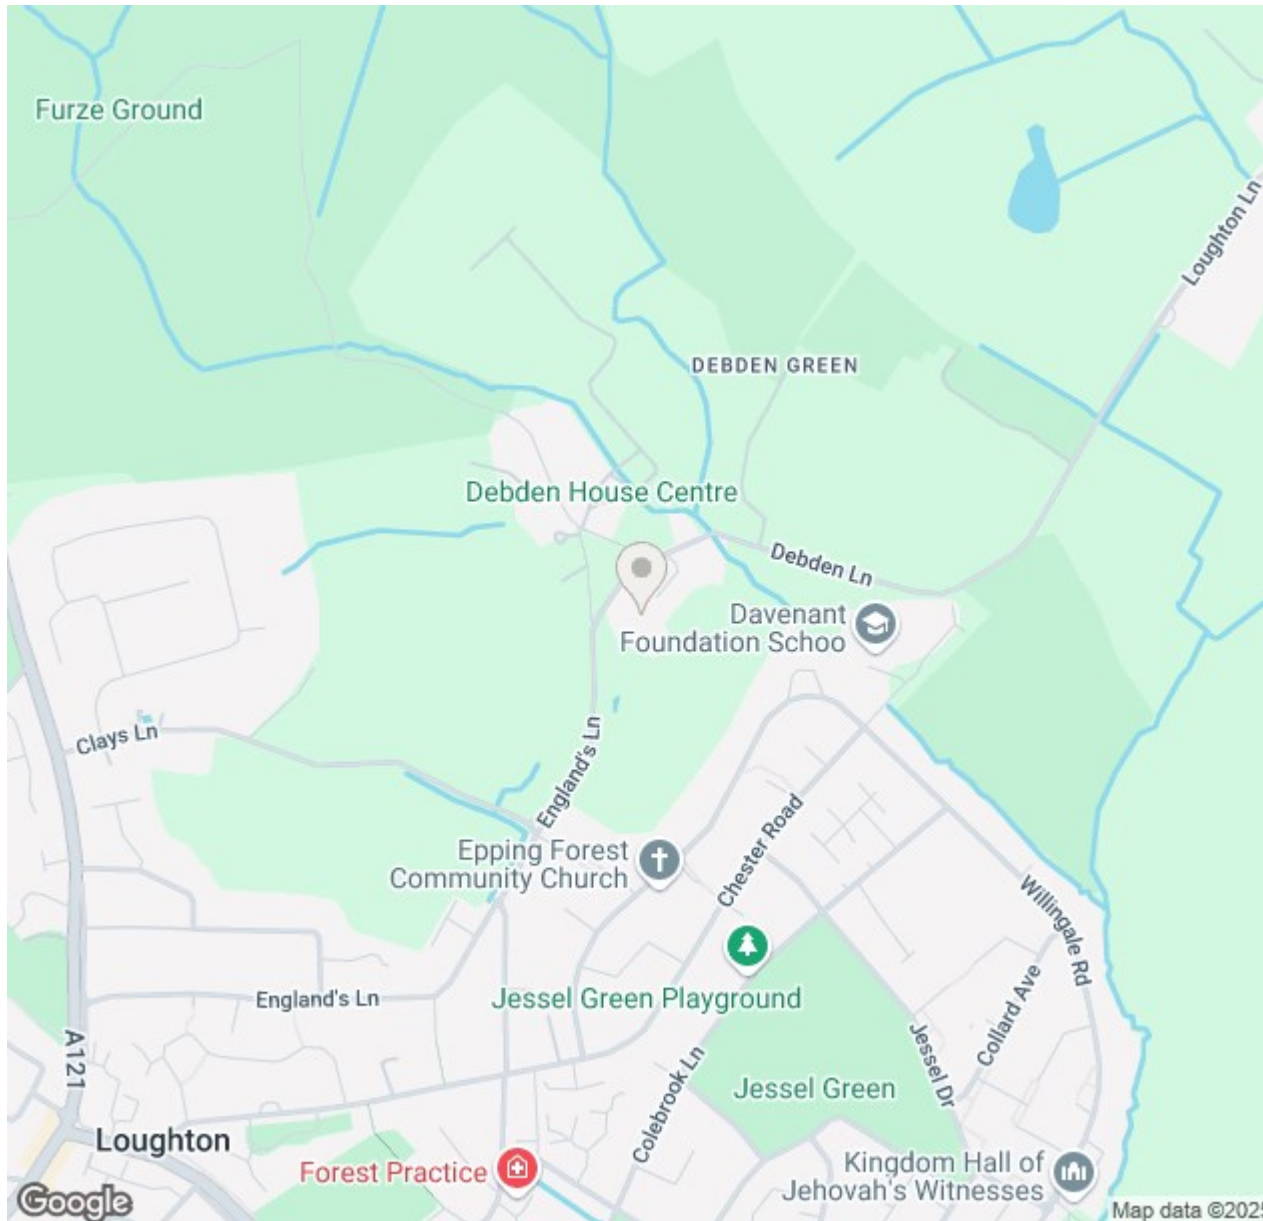 Furze Ground
Loughton Ln
DEBDEN GREEN
Debden House Centre
Debden Ln
Davenant
Foundation Schoo
Clays Ln
England's Ln
Epping Forest
Community Church
Chester Road
Willingale Rd
Jessel Green Playground
England's Ln
Collard Ave
A121
Jessel Dr
Colebrook Ln
Jessel Green
Loughton
Forest Practice
Kingdom Hall of
Jehovah's Witnesses
Google
Map data ©2025